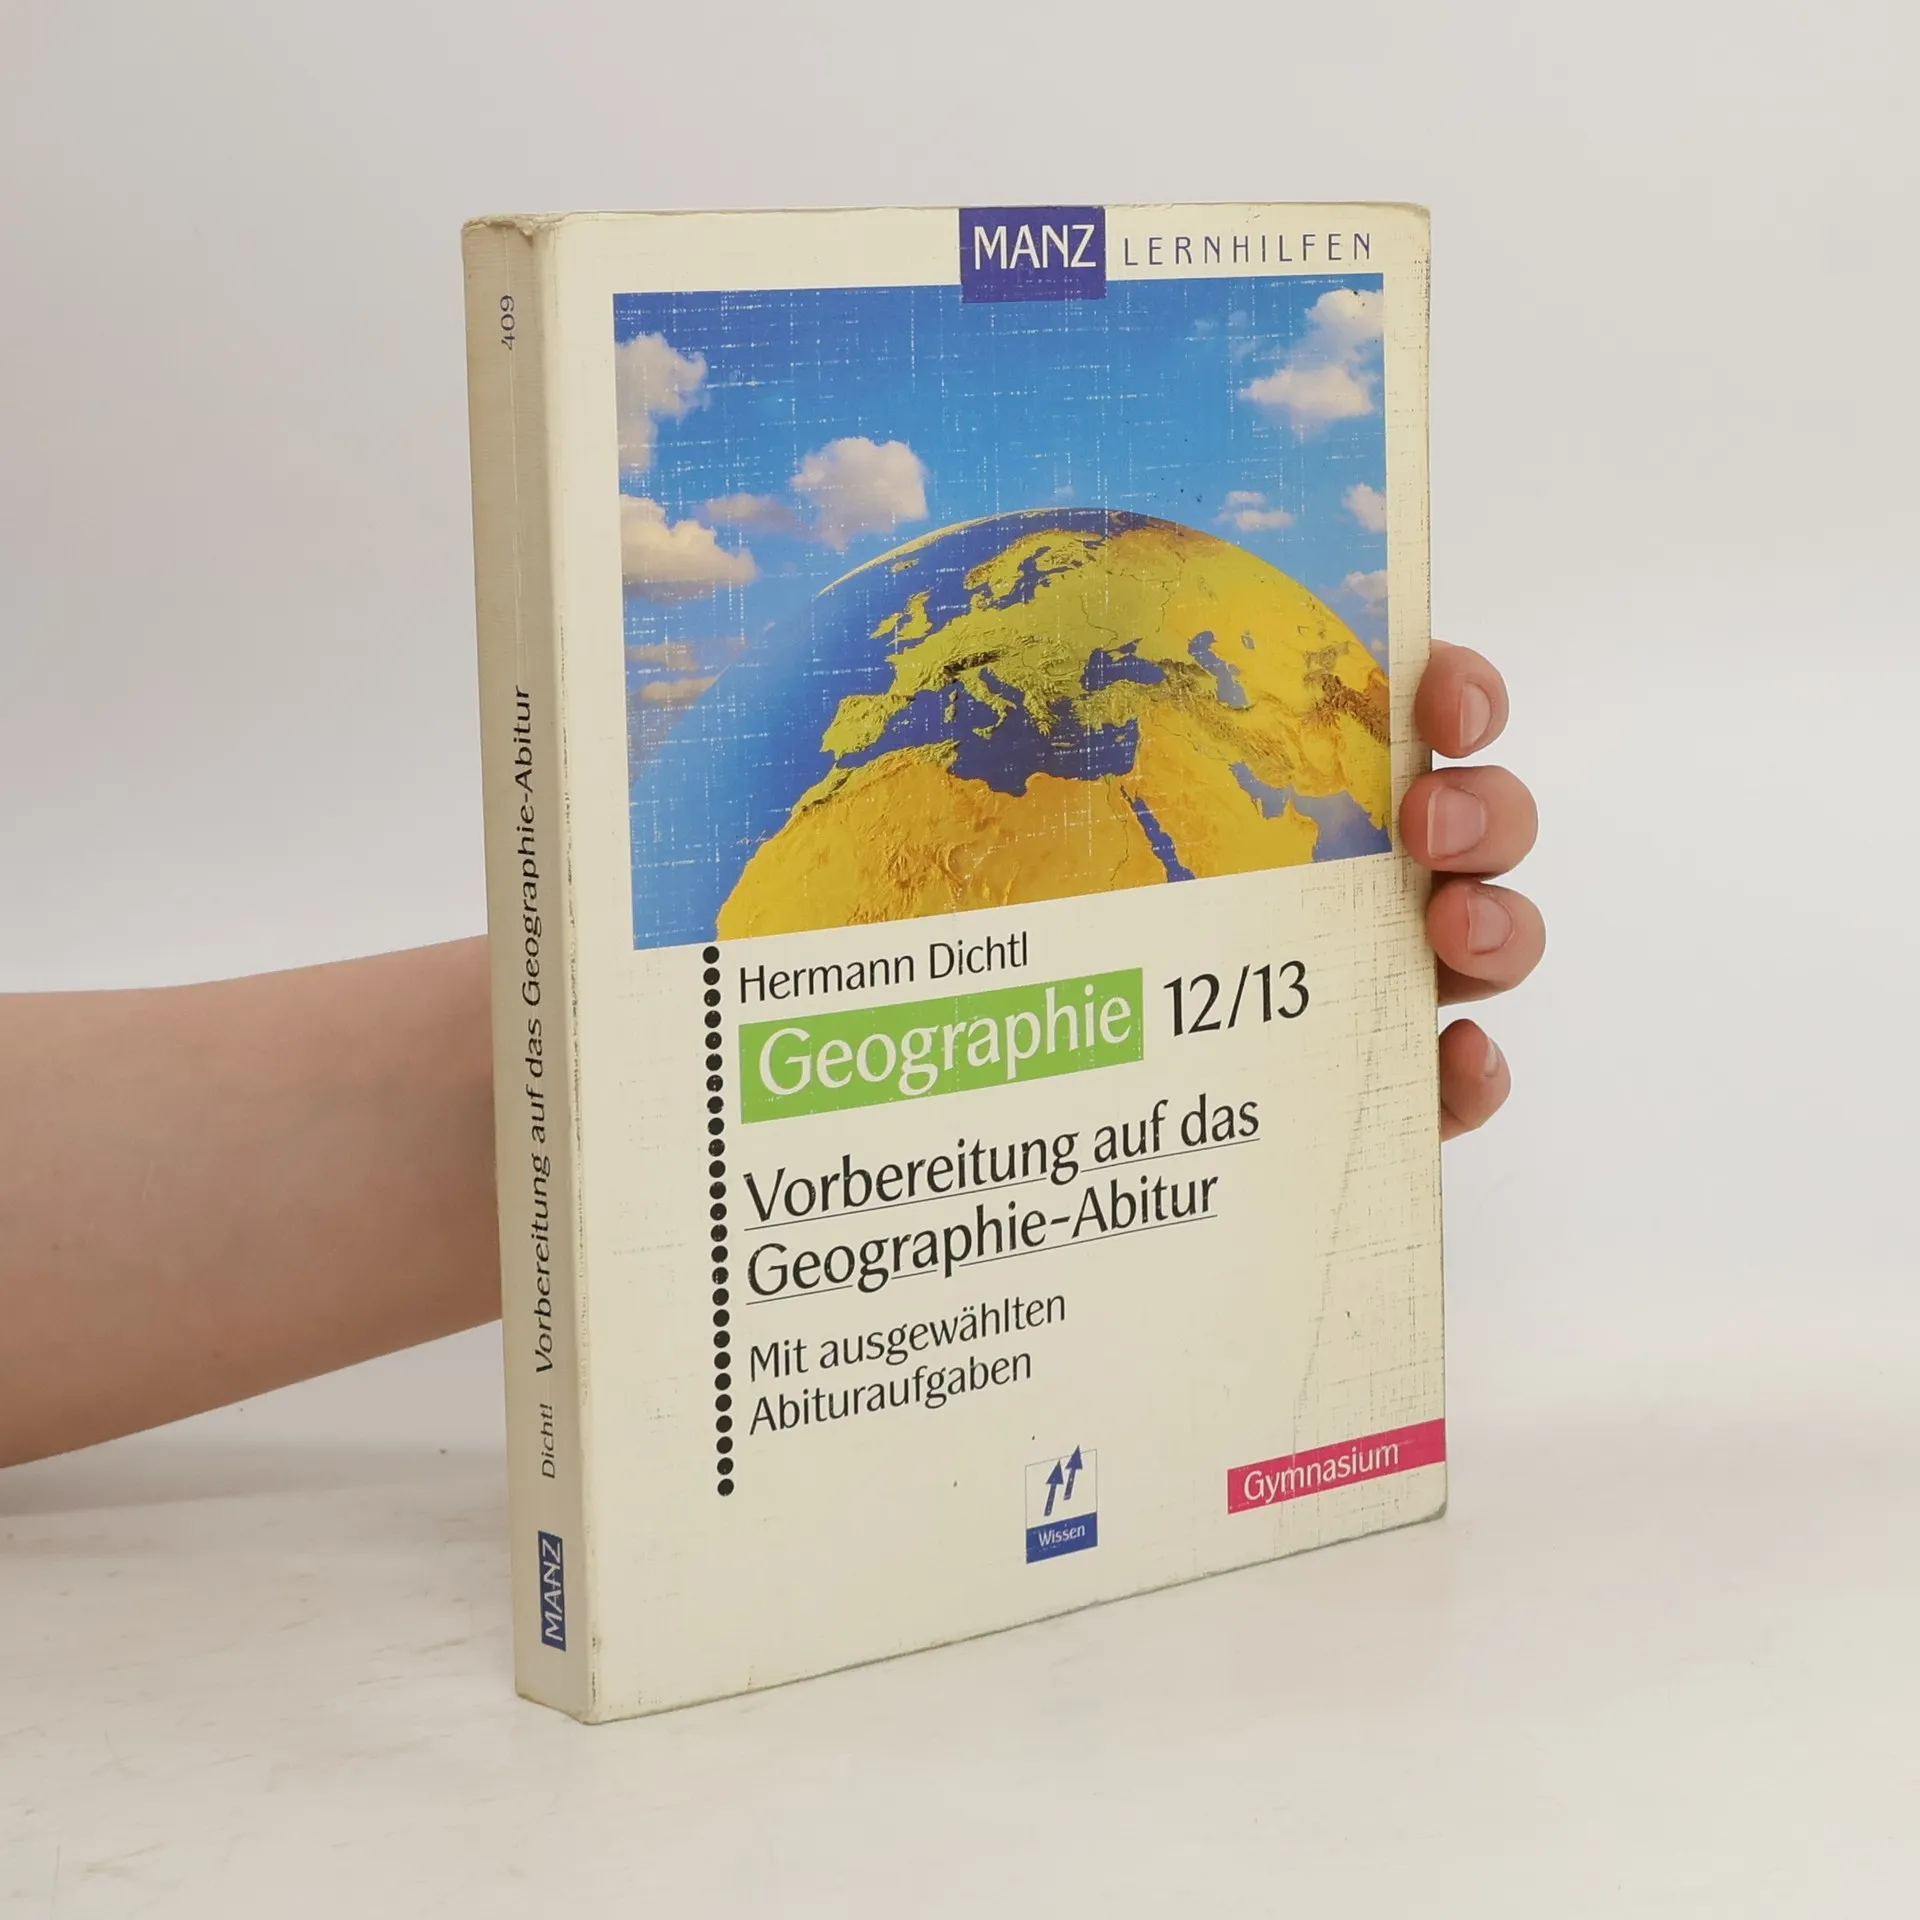 MANZ LERNHILFEN
Hermann Dichtl
Geographie 12/13
Vorbereitung auf das
Geographie-Abitur
Mit ausgewählten
Abituraufgaben
Wissen
Gymnasium
409
Dichtl Vorbereitung auf das Geographie-Abitur
MANZ